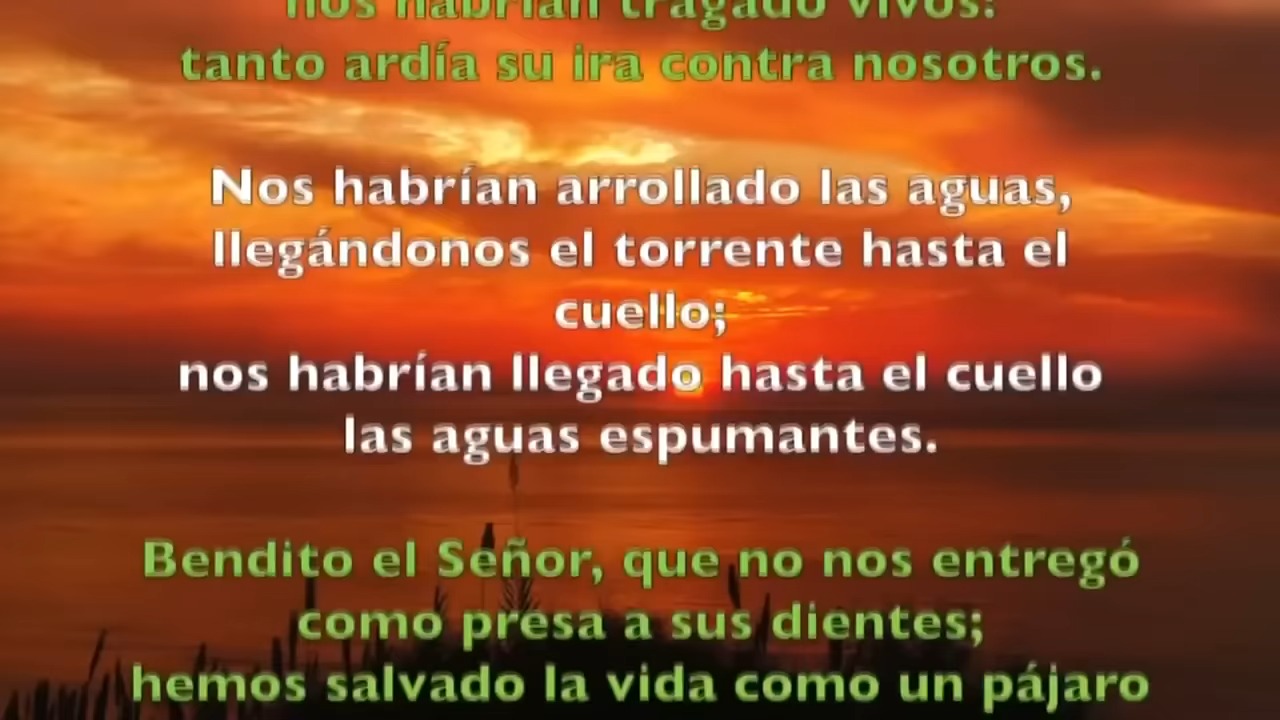 nos habrían tragado vivos:
tanto ardía su ira contra nosotros.
Nos habrían arrollado las aguas,
llegándonos el torrente hasta el
cuello;
nos habrían llegado hasta el cuello
las aguas espumantes.
Bendito el Señor, que no nos entregó
como presa a sus dientes;
hemos salvado la vida como un pájaro